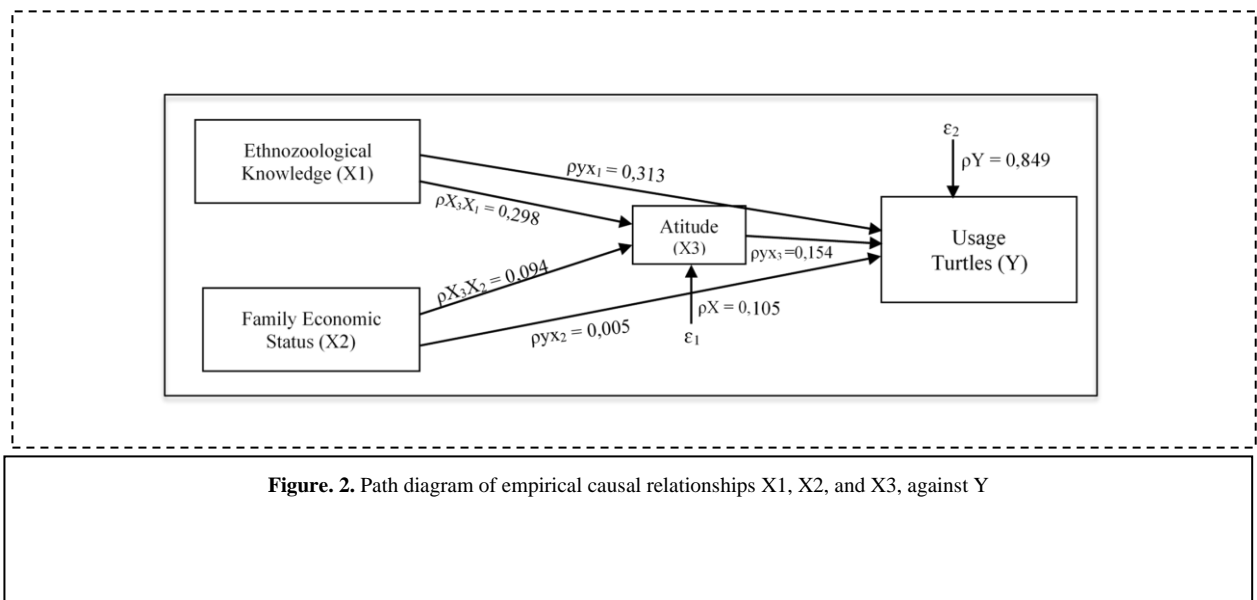 Ethnozoological
Knowledge (X1)
ε₂
ρY = 0,849
ρyx₁ = 0,313
ρX₃X₁ = 0,298
Atitude
(X3)
Usage
Turtles (Y)
ρyx₃=0,154
ρX₃X₂ = 0,094
Family Economic
Status (X2)
ρyx₂ = 0,005
ρX = 0,105
ε₁
Figure. 2. Path diagram of empirical causal relationships X1, X2, and X3, against Y